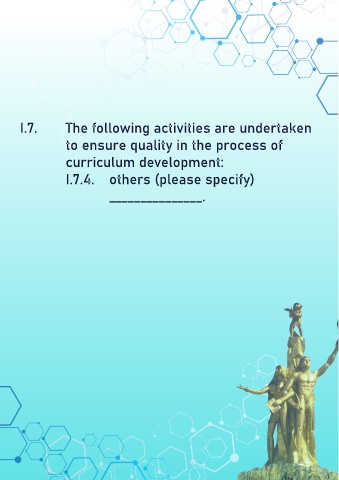 I.7. The following activities are undertaken
to ensure quality in the process of
curriculum development:
I.7.4. others (please specify)
_______________.